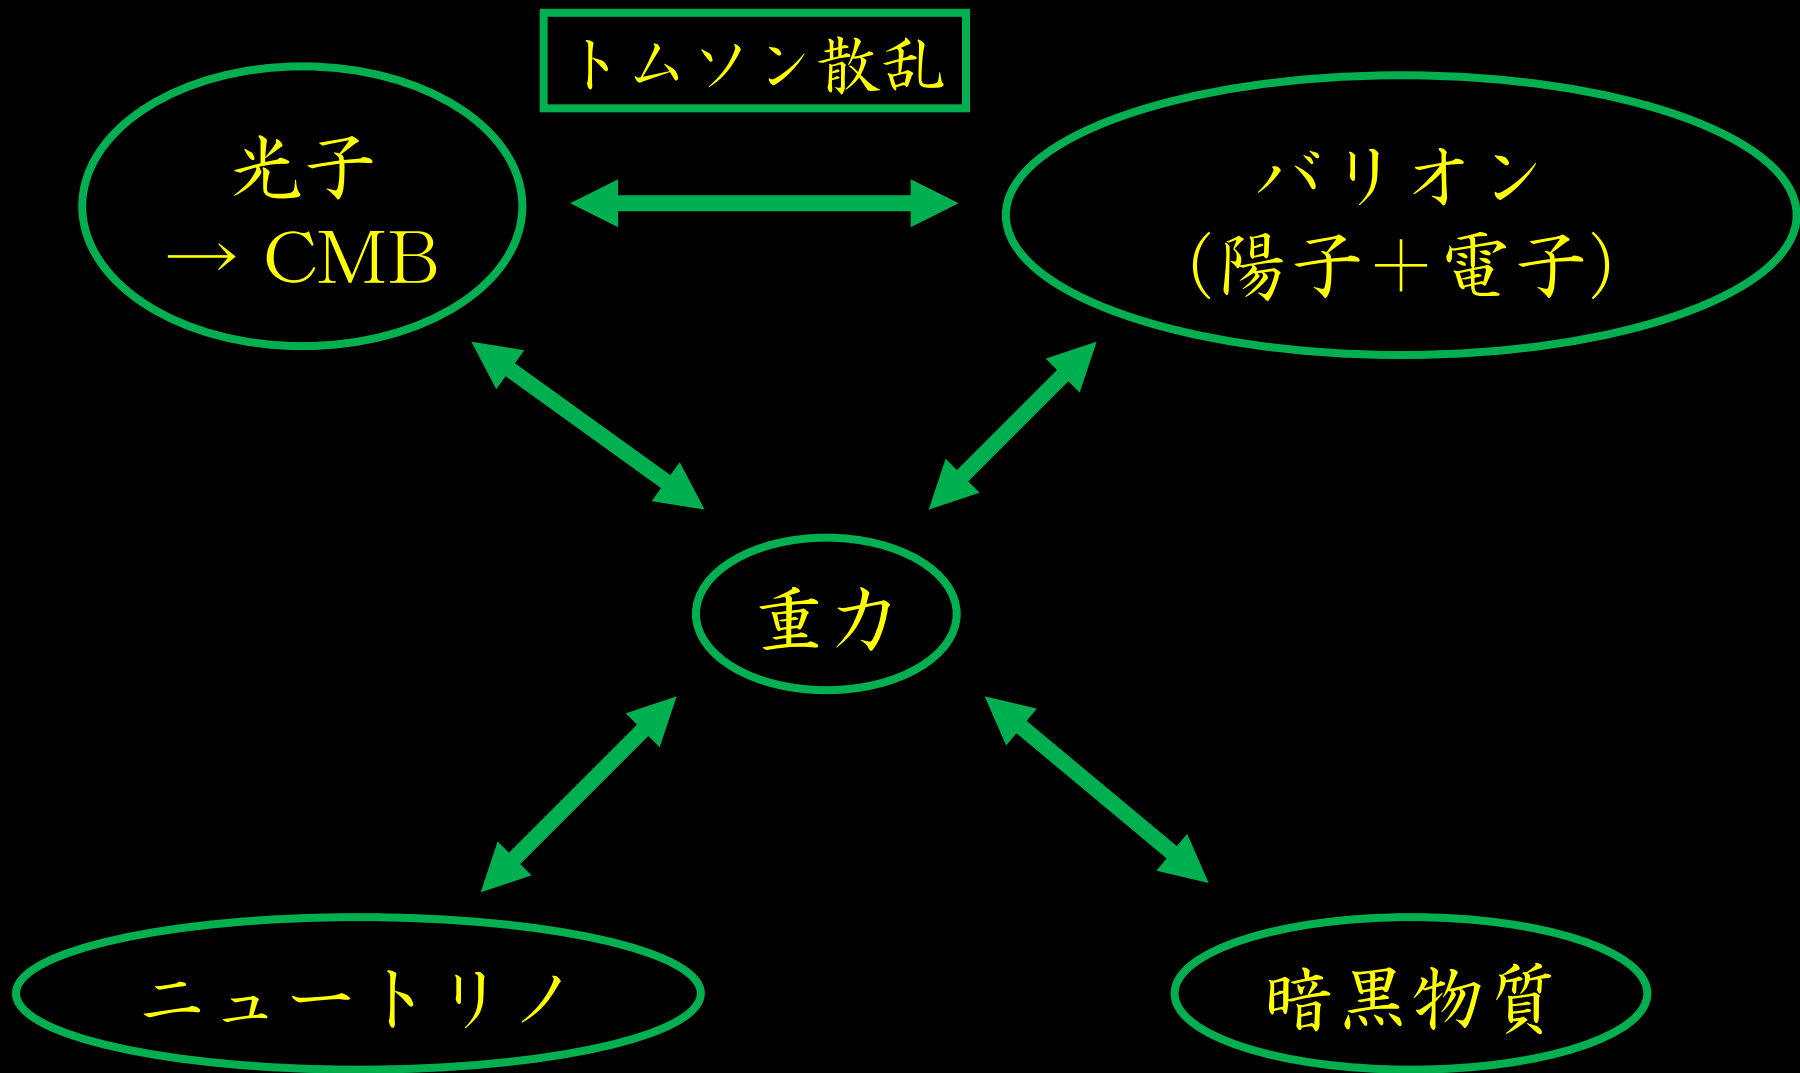 トムソン散乱
光子
→ CMB
バリオン
(陽子＋電子)
重力
ニュートリノ
暗黒物質